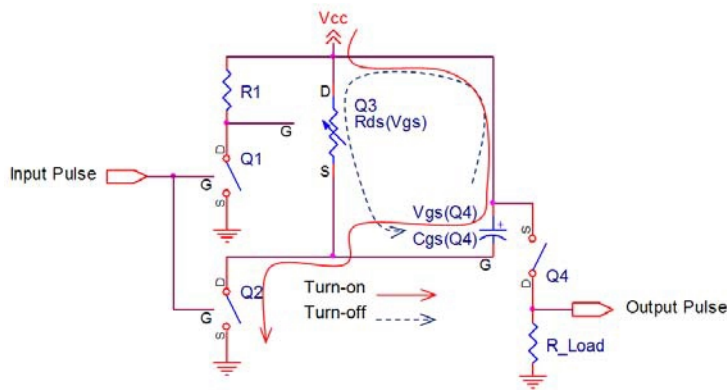 Vcc
R1
D
Q3
Rds(Vgs)
G
D
Q1
S
Input Pulse
G
S
Vgs(Q4)
+
Cgs(Q4)
S
G
D
Q2
Turn-on
Q4
D
G
Turn-off
Output Pulse
S
R_Load